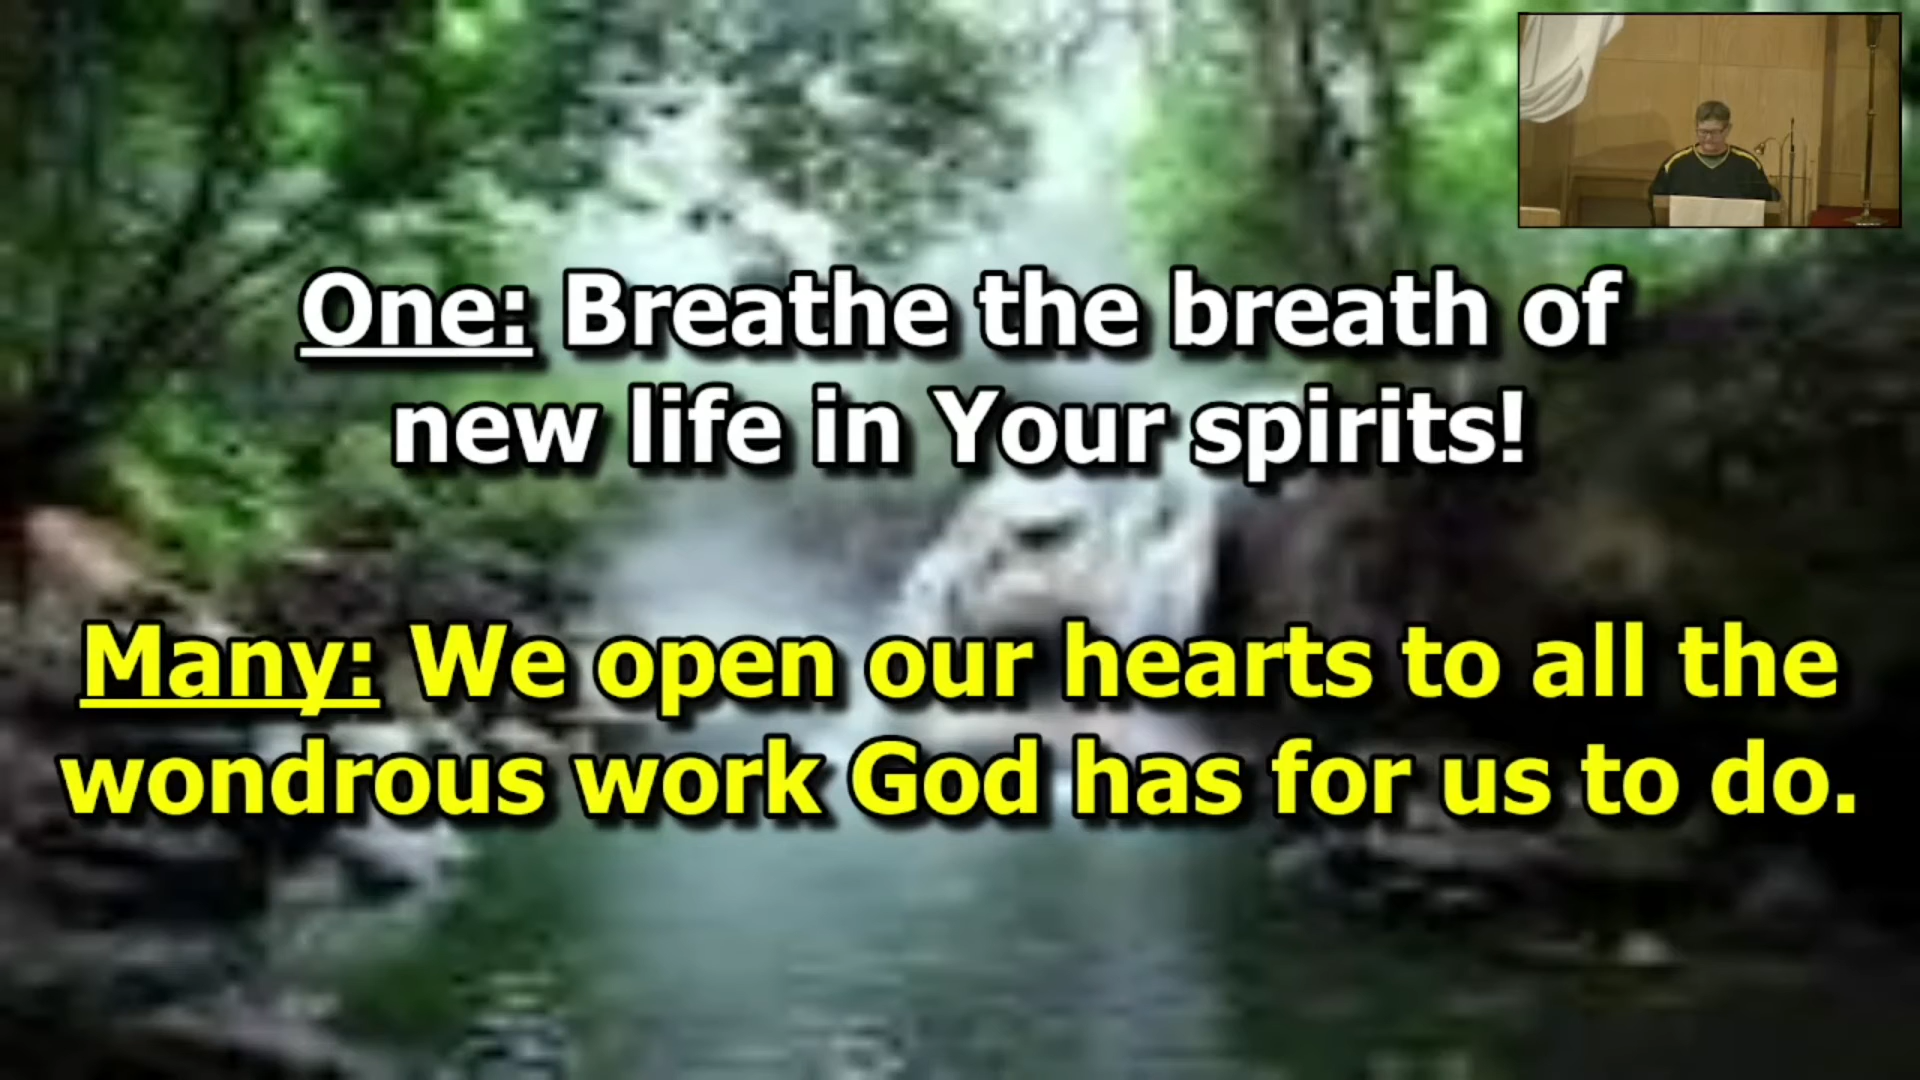 One: Breathe the breath of
new life in Your spirits!
Many: We open our hearts to all the
wondrous work God has for us to do.